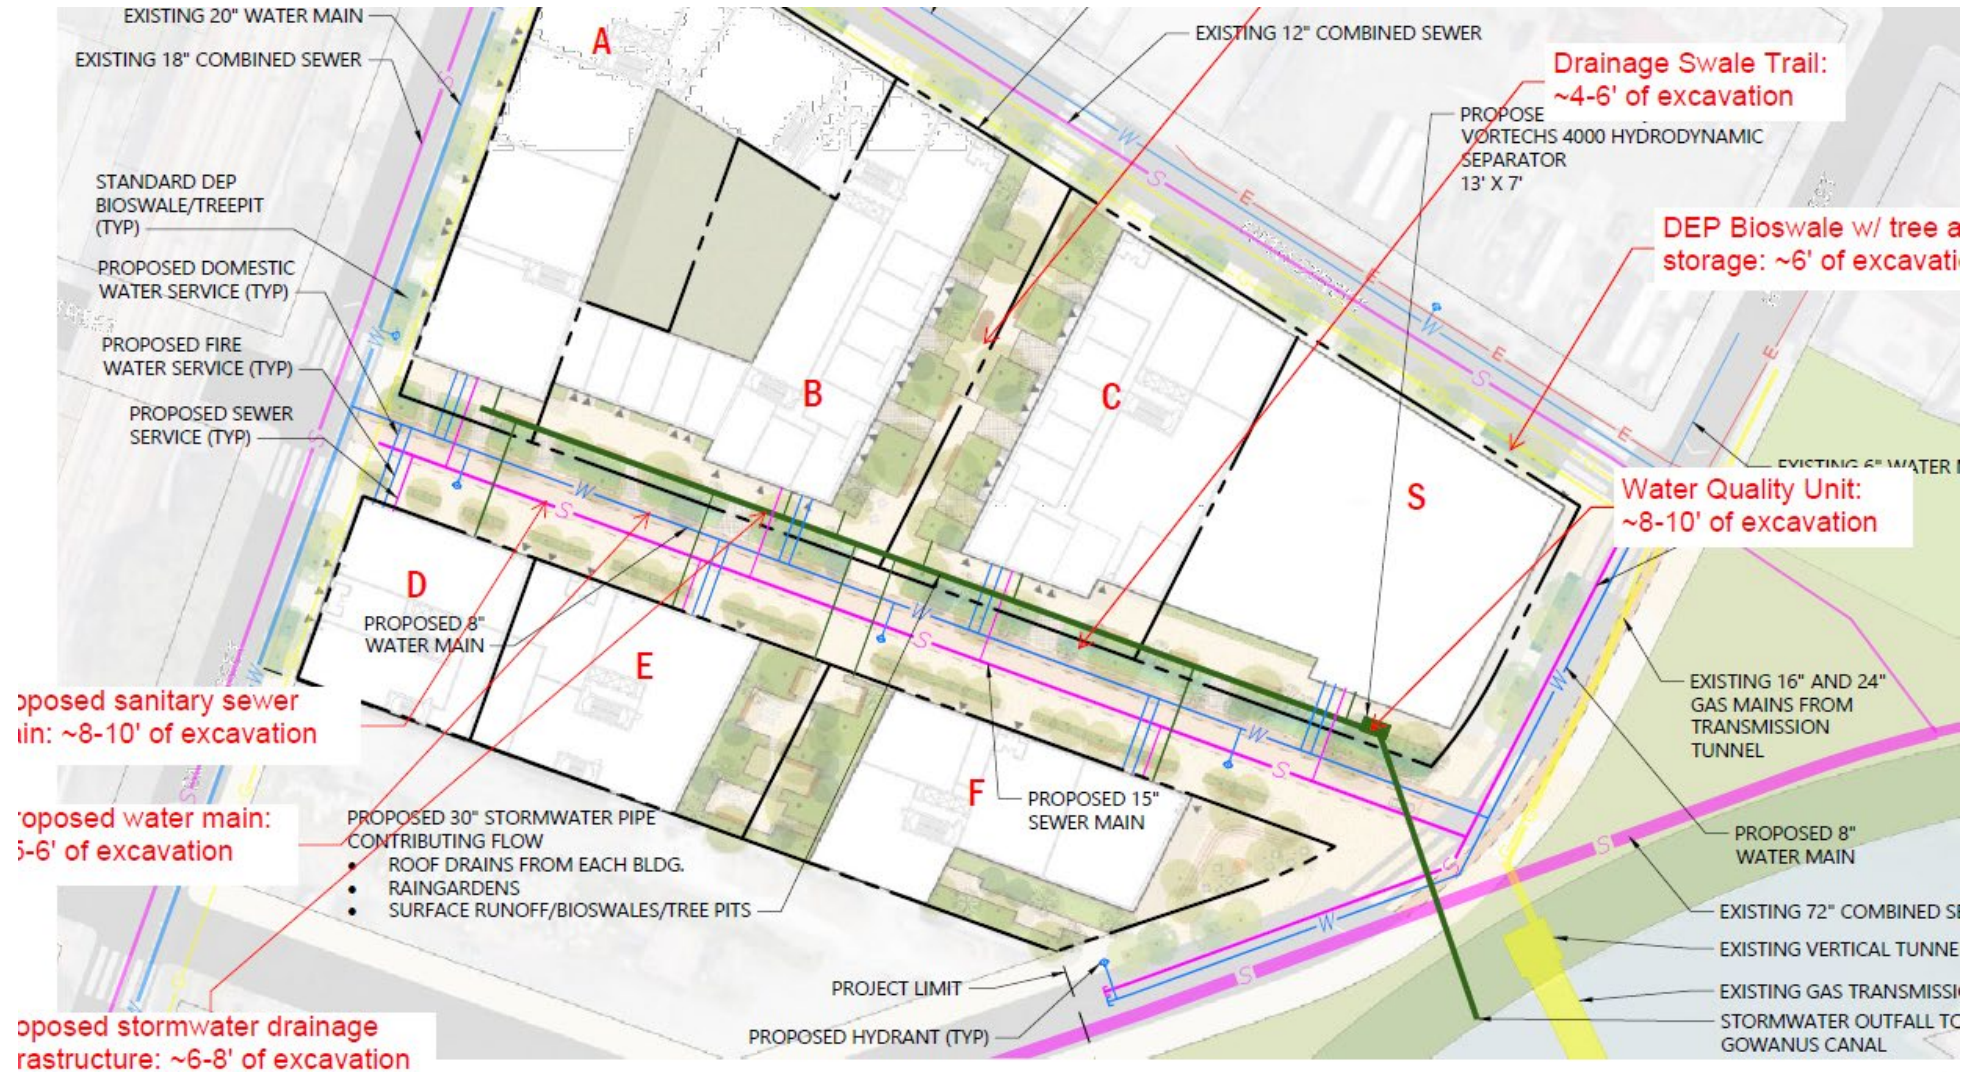 EXISTING 20" WATER MAIN
EXISTING 18" COMBINED SEWER
A
EXISTING 12" COMBINED SEWER
Drainage Swale Trail:
~4-6' of excavation
PROPOSE
VORTECHS 4000 HYDRODYNAMIC
SEPARATOR
13' X 7'
STANDARD DEP
BIOSWALE/TREEPIT
(TYP)
DEP Bioswale w/ tree a
storage: ~6' of excavati
PROPOSED DOMESTIC
WATER SERVICE (TYP)
PROPOSED FIRE
WATER SERVICE (TYP)
PROPOSED SEWER
SERVICE (TYP)
B
C
S
EXISTING 6" WATER
Water Quality Unit:
~8-10' of excavation
D
PROPOSED 8"
WATER MAIN
E
F
oposed sanitary sewer
ain: ~8-10' of excavation
EXISTING 16" AND 24"
GAS MAINS FROM
TRANSMISSION
TUNNEL
PROPOSED 15"
SEWER MAIN
roposed water main:
5-6' of excavation
PROPOSED 30" STORMWATER PIPE
CONTRIBUTING FLOW
• ROOF DRAINS FROM EACH BLDG.
• RAINGARDENS
• SURFACE RUNOFF/BIOSWALES/TREE PITS
PROPOSED 8"
WATER MAIN
EXISTING 72" COMBINED SE
EXISTING VERTICAL TUNNE
PROJECT LIMIT
EXISTING GAS TRANSMISSI
PROPOSED HYDRANT (TYP)
STORMWATER OUTFALL TO
GOWANUS CANAL
oposed stormwater drainage
rastructure: ~6-8' of excavation
W
S
E